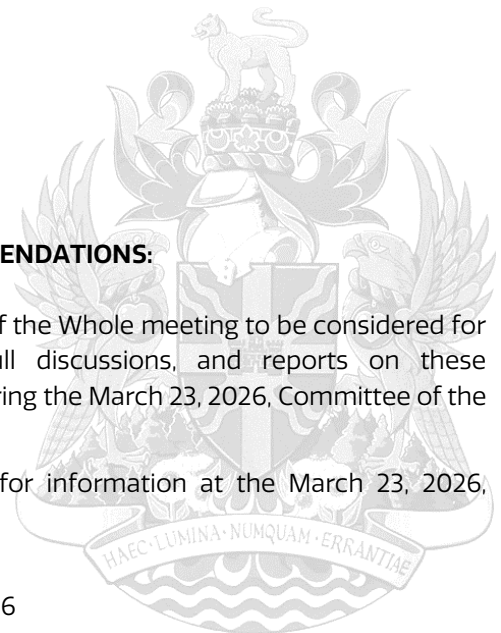 ENDATIONS:
f the Whole meeting to be considered for
ull discussions, and reports on these
ring the March 23, 2026, Committee of the
for information at the March 23, 2026,
HAEC·LUMINA·NUMQUAM·ERRANTIAE
6